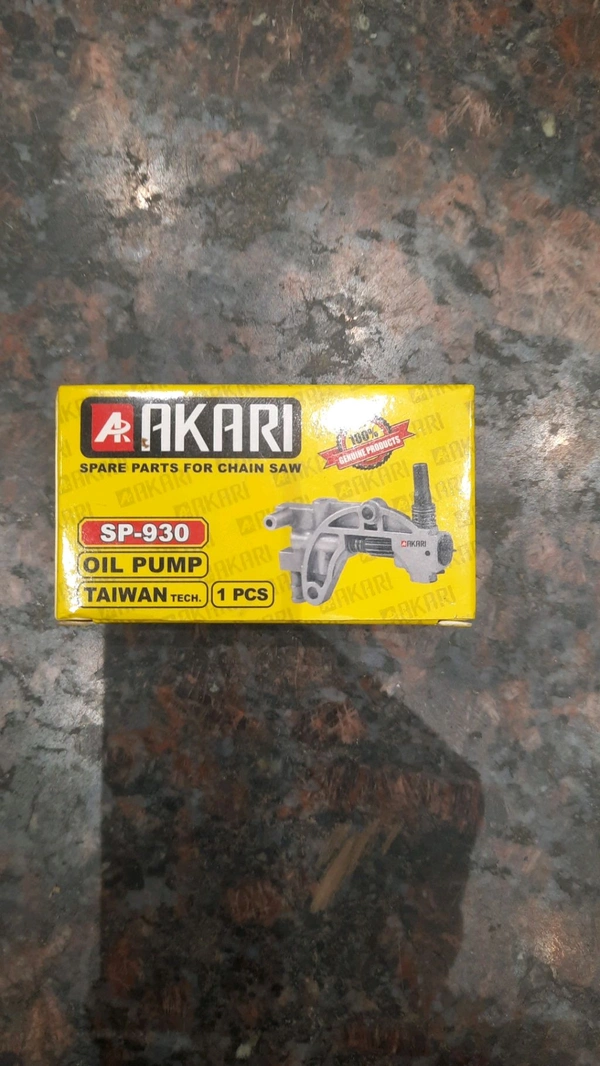 AKARI
SPARE PARTS FOR CHAIN SAW
100%
GENUINE PRODUCTS
SP-930
OIL PUMP
TAIWAN TECH.
1 PCS
AKARI